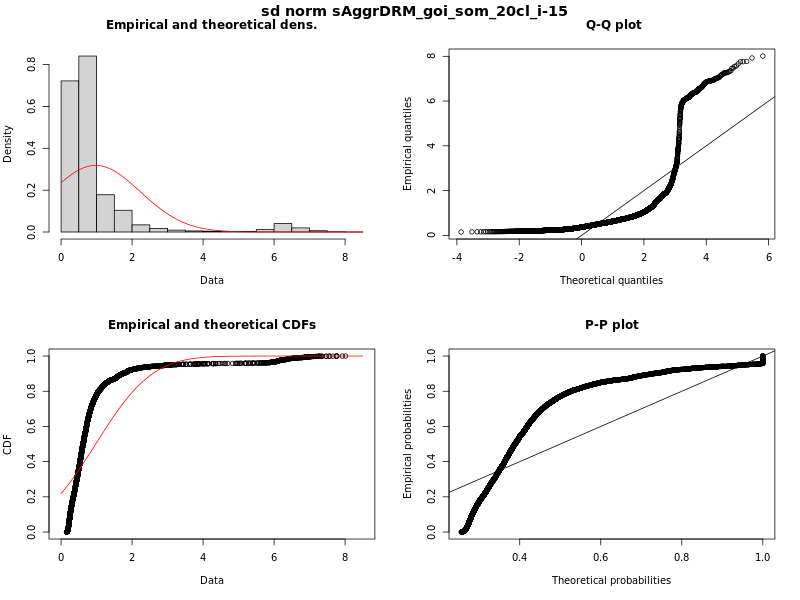 sd norm sAggrDRM_goi_som_20cl_i-15
Empirical and theoretical dens.
Density
0.0 0.2 0.4 0.6 0.8
0 2 4 6 8
Data
Q-Q plot
Empirical quantiles
0 2 4 6 8
-4 -2 0 2 4 6
Theoretical quantiles
Empirical and theoretical CDFs
CDF
0.0 0.2 0.4 0.6 0.8 1.0
0 2 4 6 8
Data
P-P plot
Empirical probabilities
0.0 0.2 0.4 0.6 0.8 1.0
0.4 0.6 0.8 1.0
Theoretical probabilities